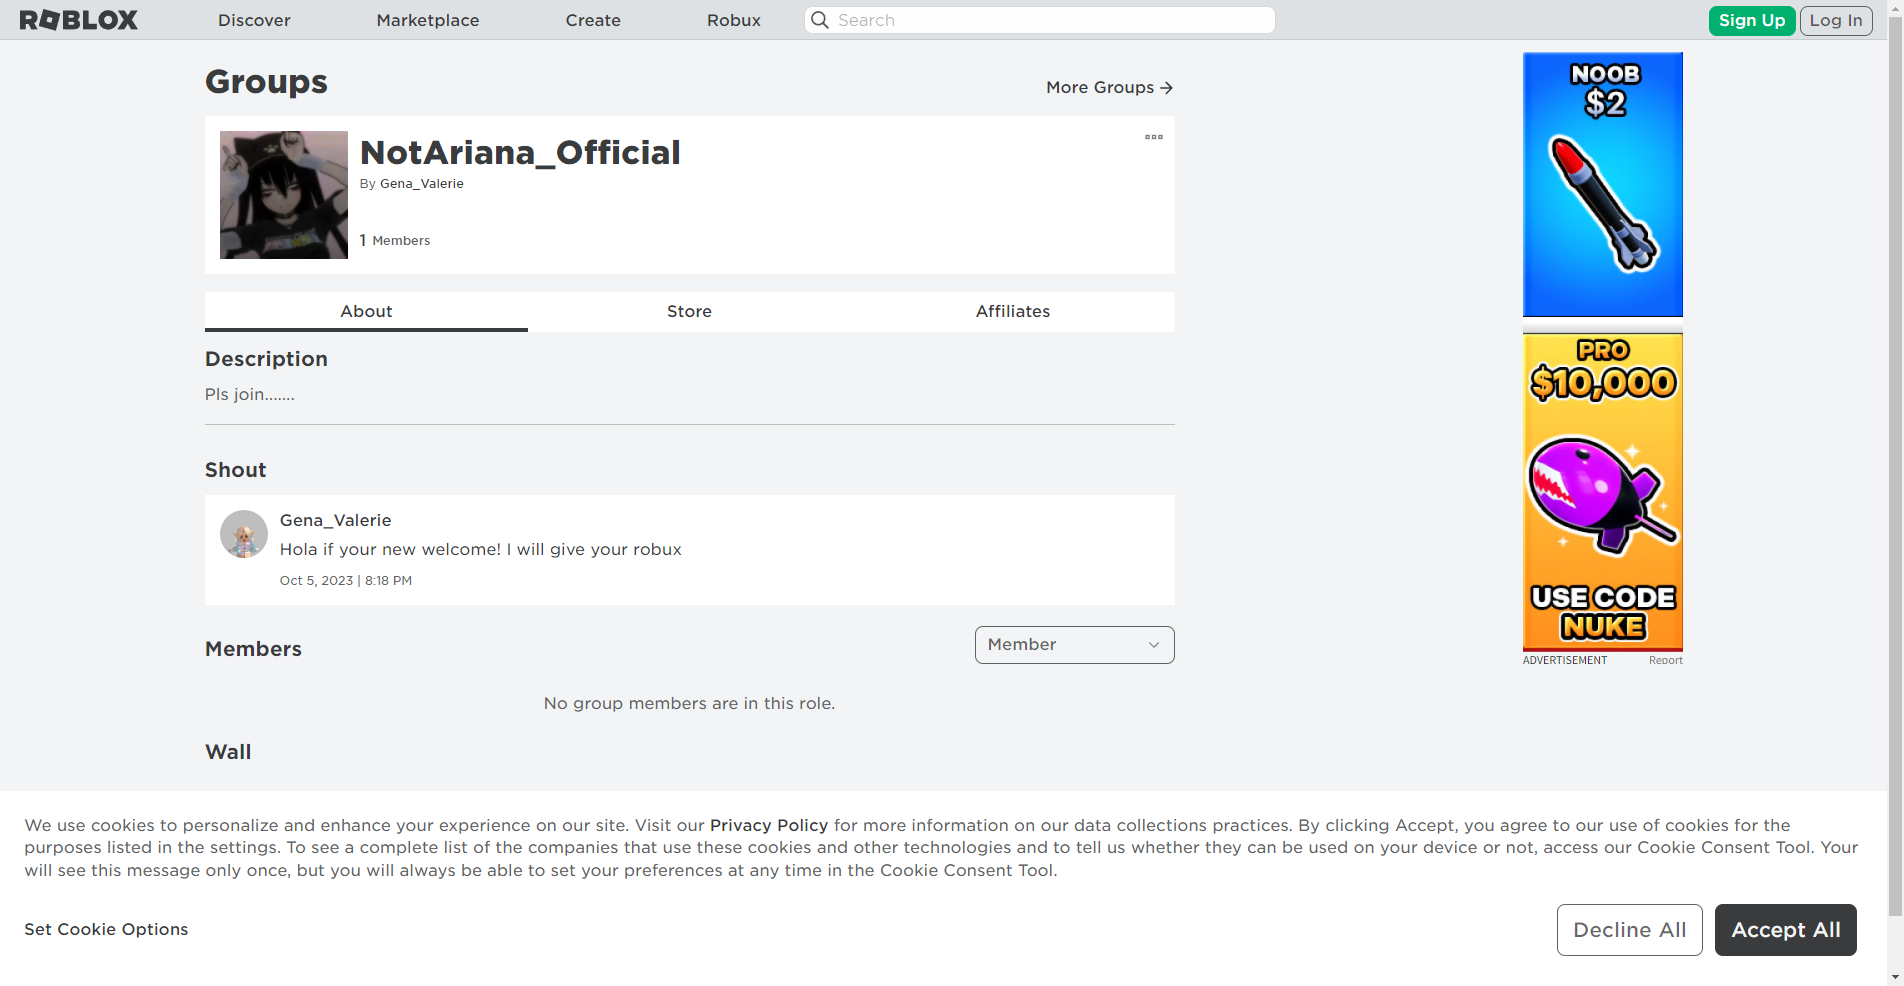 ROBLOX Discover Marketplace Create Robux Search Sign Up Log In
Groups
More Groups
NotAriana_Official
By Gena_Valerie
1 Members
About Store Affiliates
Description
Pls join.......
Shout
Gena_Valerie
Hola if your new welcome! I will give your robux
Oct 5, 2023 | 8:18 PM
Members
Member
No group members are in this role.
Wall
NOOB
$2
PRO
$10,000
USE CODE
NUKE
ADVERTISEMENT Report
We use cookies to personalize and enhance your experience on our site. Visit our Privacy Policy for more information on our data collections practices. By clicking Accept, you agree to our use of cookies for the
purposes listed in the settings. To see a complete list of the companies that use these cookies and other technologies and to tell us whether they can be used on your device or not, access our Cookie Consent Tool. Your
will see this message only once, but you will always be able to set your preferences at any time in the Cookie Consent Tool.
Set Cookie Options
Decline All
Accept All